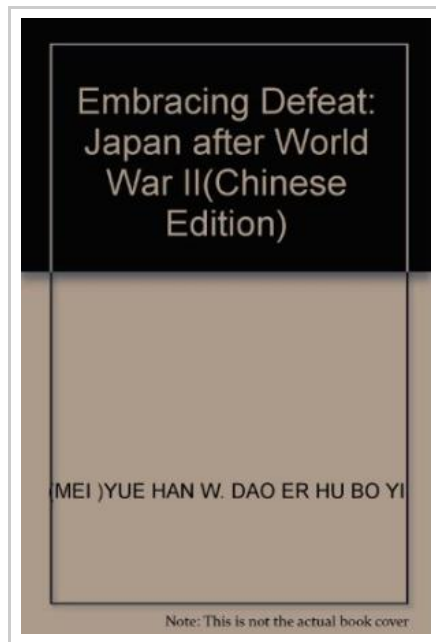 Embracing Defeat:
Japan after World
War II(Chinese
Edition)
(MEI )YUE HAN W. DAO ER HU BO YI
Note: This is not the actual book cover